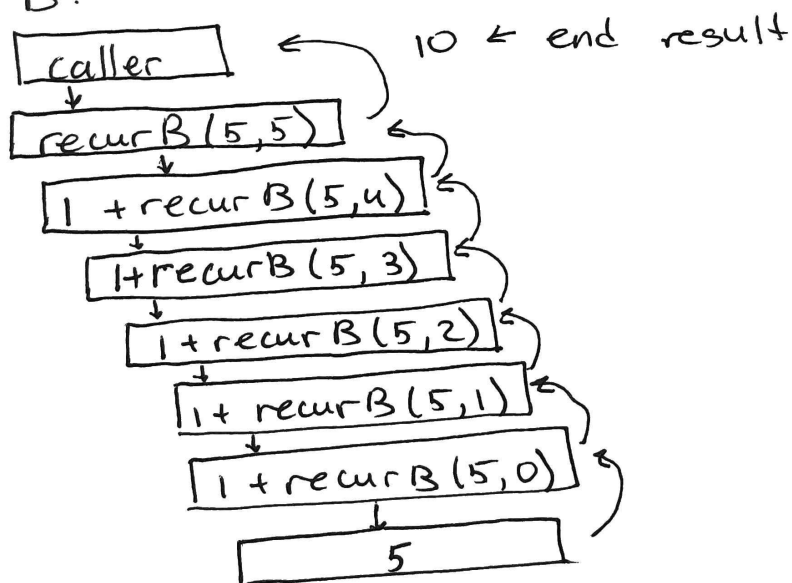 B.
10 ← end result
caller
recurB(5,5)
1 + recurB(5,4)
1+recurB(5,3)
1+recurB(5,2)
1+ recurB(5,1)
1 + recurB(5,0)
5